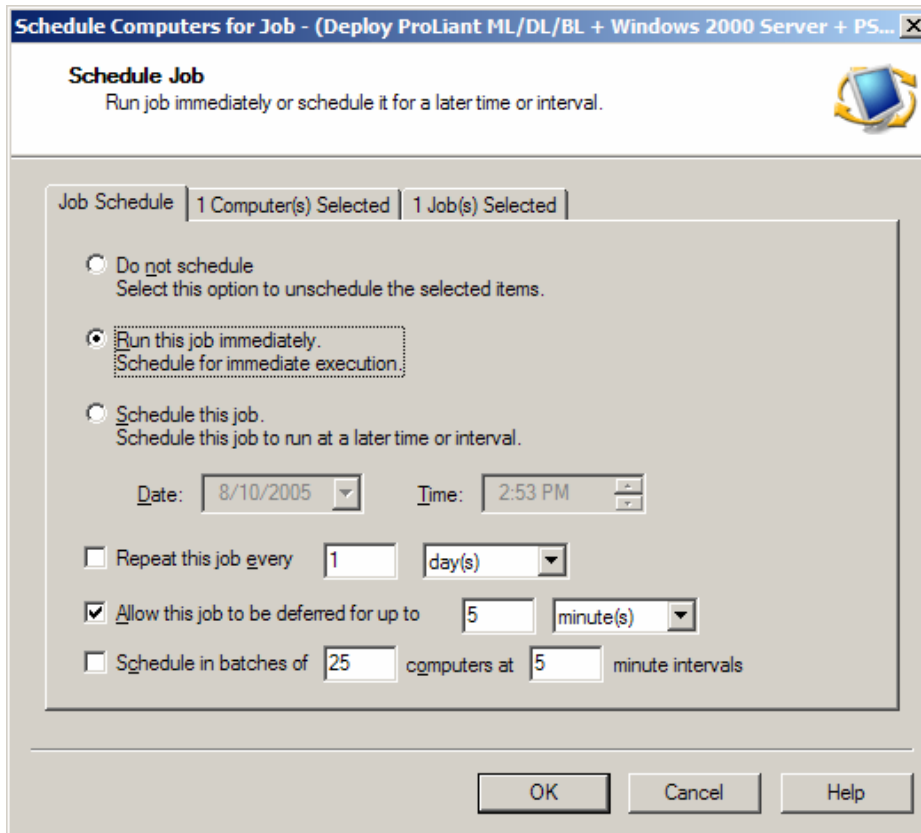 Schedule Computers for Job - (Deploy ProLiant ML/DL/BL + Windows 2000 Server + PS...
Schedule Job
Run job immediately or schedule it for a later time or interval.
Job Schedule 1 Computer(s) Selected 1 Job(s) Selected
Do not schedule
Select this option to unschedule the selected items.
Run this job immediately.
Schedule for immediate execution.
Schedule this job.
Schedule this job to run at a later time or interval.
Date: 8/10/2005 Time: 2:53 PM
Repeat this job every 1 day(s)
Allow this job to be deferred for up to 5 minute(s)
Schedule in batches of 25 computers at 5 minute intervals
OK Cancel Help